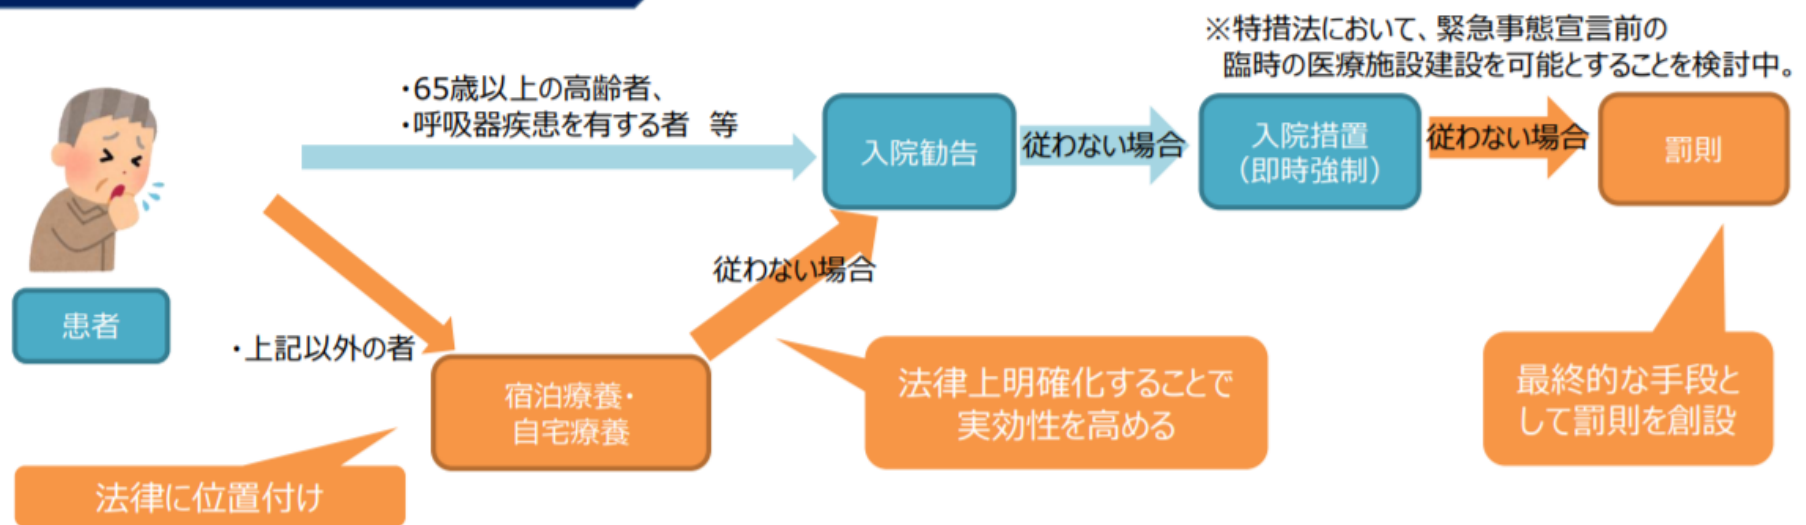 ※特措法において、緊急事態宣言前の
臨時の医療施設建設を可能とすることを検討中。
・65歳以上の高齢者、
・呼吸器疾患を有する者　等
入院勧告
従わない場合
入院措置
（即時強制）
従わない場合
罰則
従わない場合
患者
・上記以外の者
宿泊療養・
自宅療養
法律上明確化することで
実効性を高める
最終的な手段と
して罰則を創設
法律に位置付け